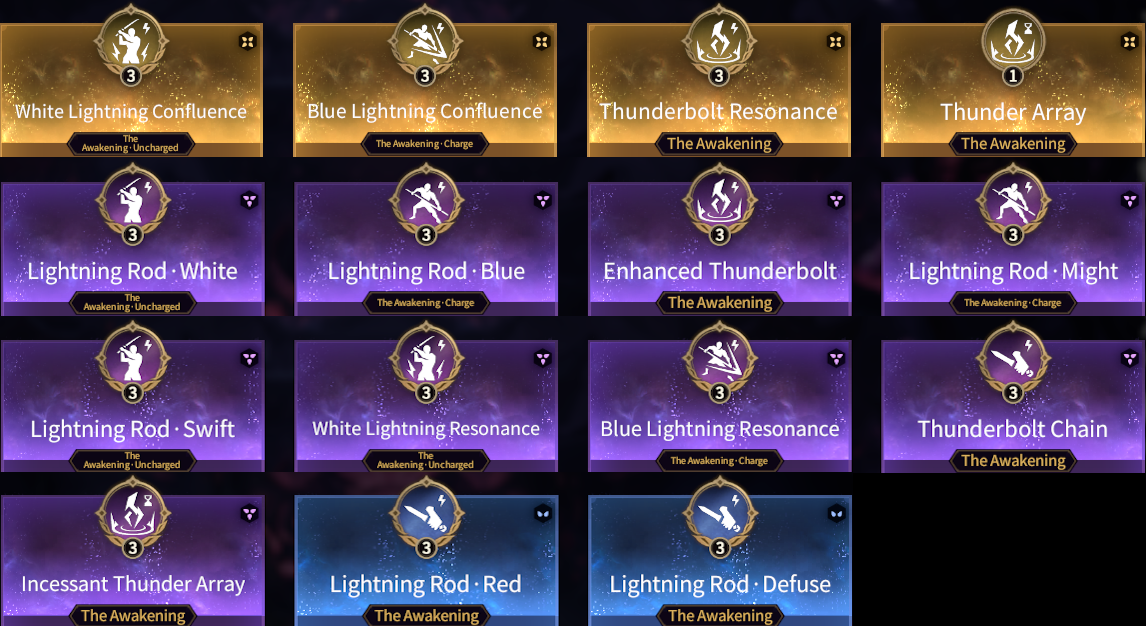 3
White Lightning Confluence
The
Awakening·Uncharged
3
Blue Lightning Confluence
The Awakening·Charge
3
Thunderbolt Resonance
The Awakening
1
Thunder Array
The Awakening
3
Lightning Rod·White
The
Awakening·Uncharged
3
Lightning Rod·Blue
The Awakening·Charge
3
Enhanced Thunderbolt
The Awakening
3
Lightning Rod·Might
The Awakening·Charge
3
Lightning Rod·Swift
The
Awakening·Uncharged
3
White Lightning Resonance
The
Awakening·Uncharged
3
Blue Lightning Resonance
The Awakening·Charge
3
Thunderbolt Chain
The Awakening
3
Incessant Thunder Array
The Awakening
3
Lightning Rod·Red
The Awakening
3
Lightning Rod·Defuse
The Awakening